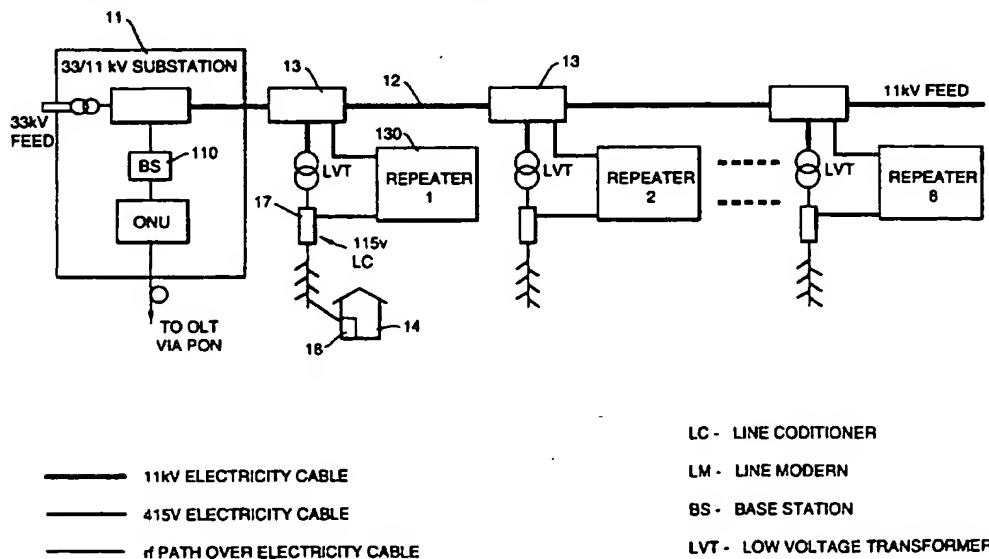 11
33/11 kV SUBSTATION
33kV
FEED
BS
110
ONU
TO OLT
VIA PON
13
12
13
11kV FEED
LVT
130
REPEATER
1
17
115v
LC
18
14
LVT
REPEATER
2
LVT
REPEATER
8
11kV ELECTRICITY CABLE
415V ELECTRICITY CABLE
rf PATH OVER ELECTRICITY CABLE
LC - LINE CODITIONER
LM - LINE MODERN
BS - BASE STATION
LVT - LOW VOLTAGE TRANSFORMER